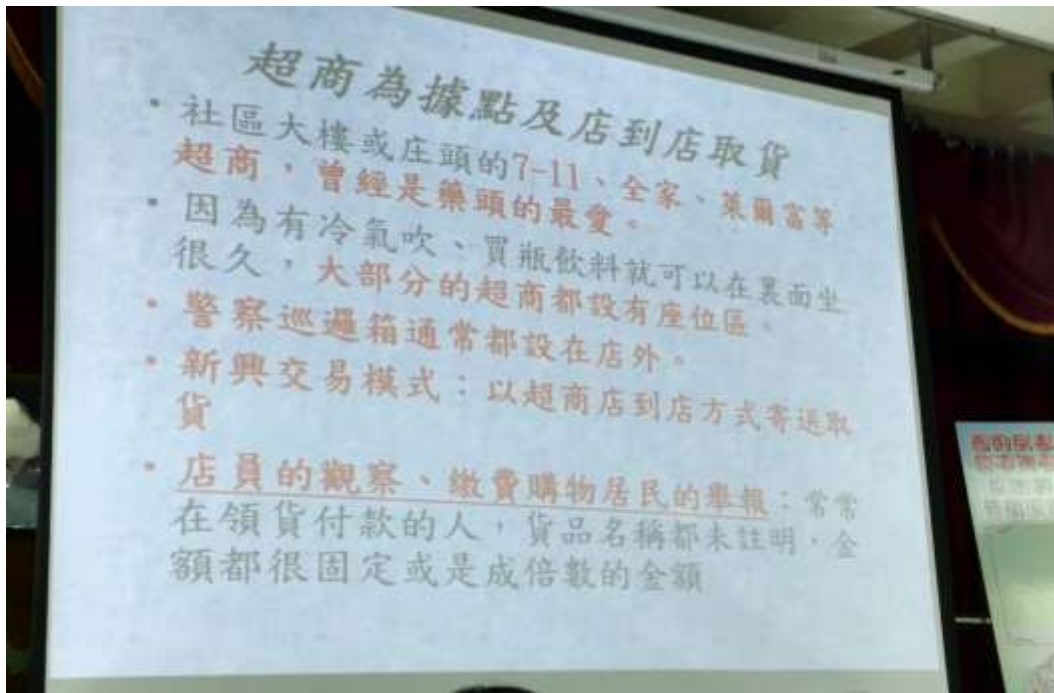 超商為據點及店到店取貨
• 社區大樓或庄頭的7-11、全家、萊爾富等
超商，曾經是藥頭的最愛。
• 因為有冷氣吹、買瓶飲料就可以在裏面坐
很久，大部分的超商都設有座位區。
• 警察巡邏箱通常都設在店外。
• 新興交易模式：以超商店到店方式寄送取
貨
• 店員的觀察、繳費購物居民的舉報：常常
在領貨付款的人，貨品名稱都未註明，金
額都很固定或是成倍數的金額